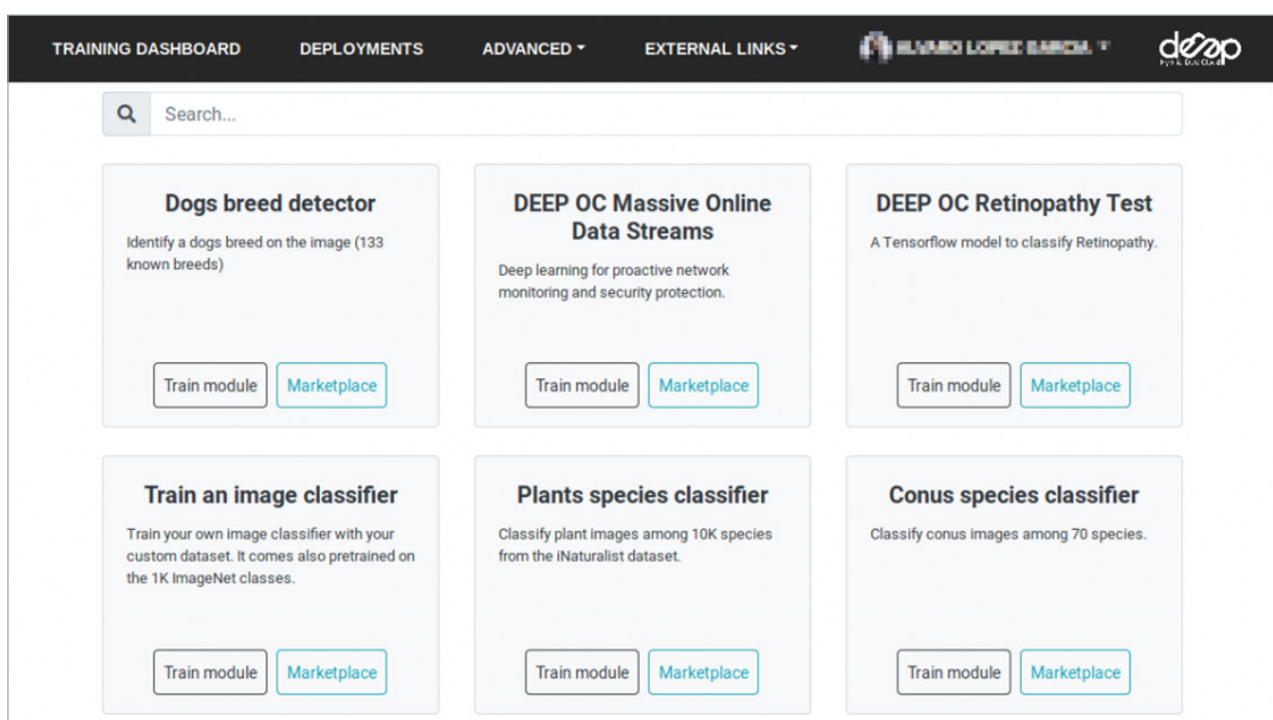 TRAINING DASHBOARD DEPLOYMENTS ADVANCED EXTERNAL LINKS deep
Search...
Dogs breed detector
Identify a dogs breed on the image (133
known breeds)
Train module Marketplace
DEEP OC Massive Online
Data Streams
Deep learning for proactive network
monitoring and security protection.
Train module Marketplace
DEEP OC Retinopathy Test
A Tensorflow model to classify Retinopathy.
Train module Marketplace
Train an image classifier
Train your own image classifier with your
custom dataset. It comes also pretrained on
the 1K ImageNet classes.
Train module Marketplace
Plants species classifier
Classify plant images among 10K species
from the iNaturalist dataset.
Train module Marketplace
Conus species classifier
Classify conus images among 70 species.
Train module Marketplace